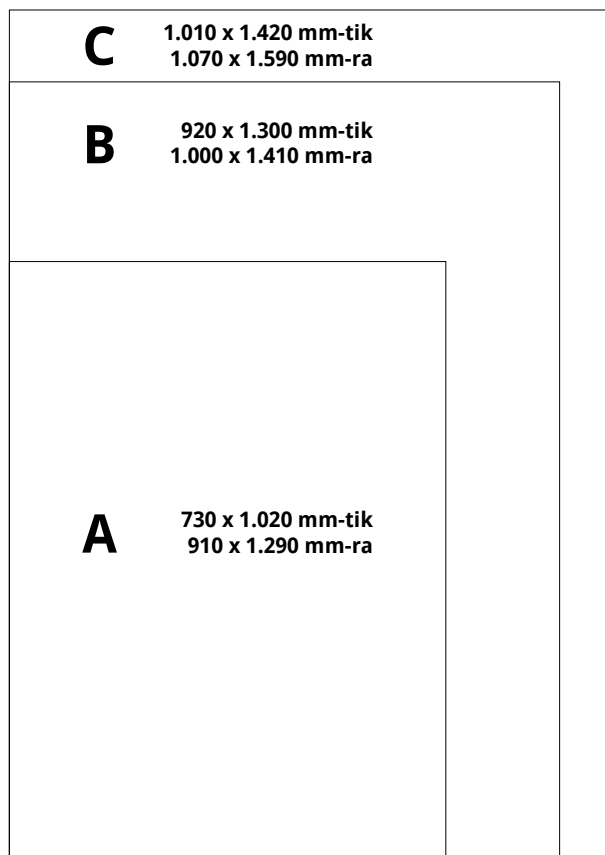 C
1.010 x 1.420 mm-tik
1.070 x 1.590 mm-ra
B
920 x 1.300 mm-tik
1.000 x 1.410 mm-ra
A
730 x 1.020 mm-tik
910 x 1.290 mm-ra